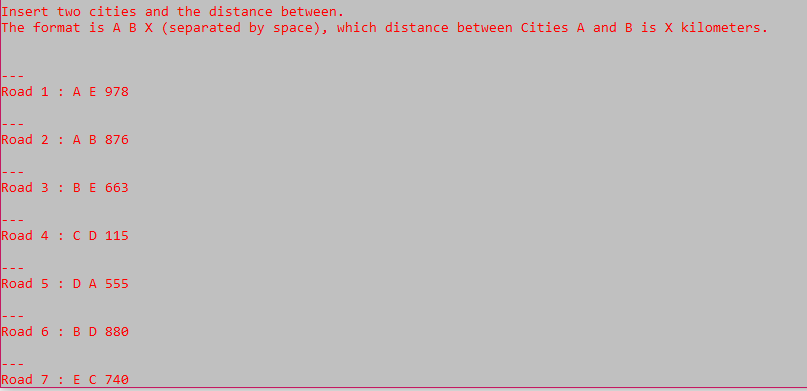 Insert two cities and the distance between.
The format is A B X (separated by space), which distance between Cities A and B is X kilometers.
---
Road 1 : A E 978
---
Road 2 : A B 876
---
Road 3 : B E 663
---
Road 4 : C D 115
---
Road 5 : D A 555
---
Road 6 : B D 880
---
Road 7 : E C 740